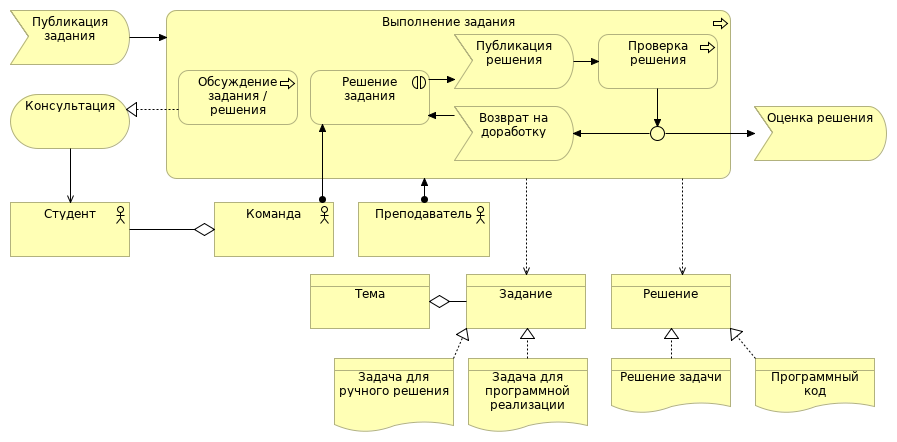 Публикация
задания
Выполнение задания
Публикация
решения
Проверка
решения
Обсуждение
задания /
решения
Решение
задания
Консультация
Возврат на
доработку
Оценка решения
Студент
Команда
Преподаватель
Тема
Задание
Решение
Задача для
ручного решения
Задача для
программной
реализации
Решение задачи
Программный
код